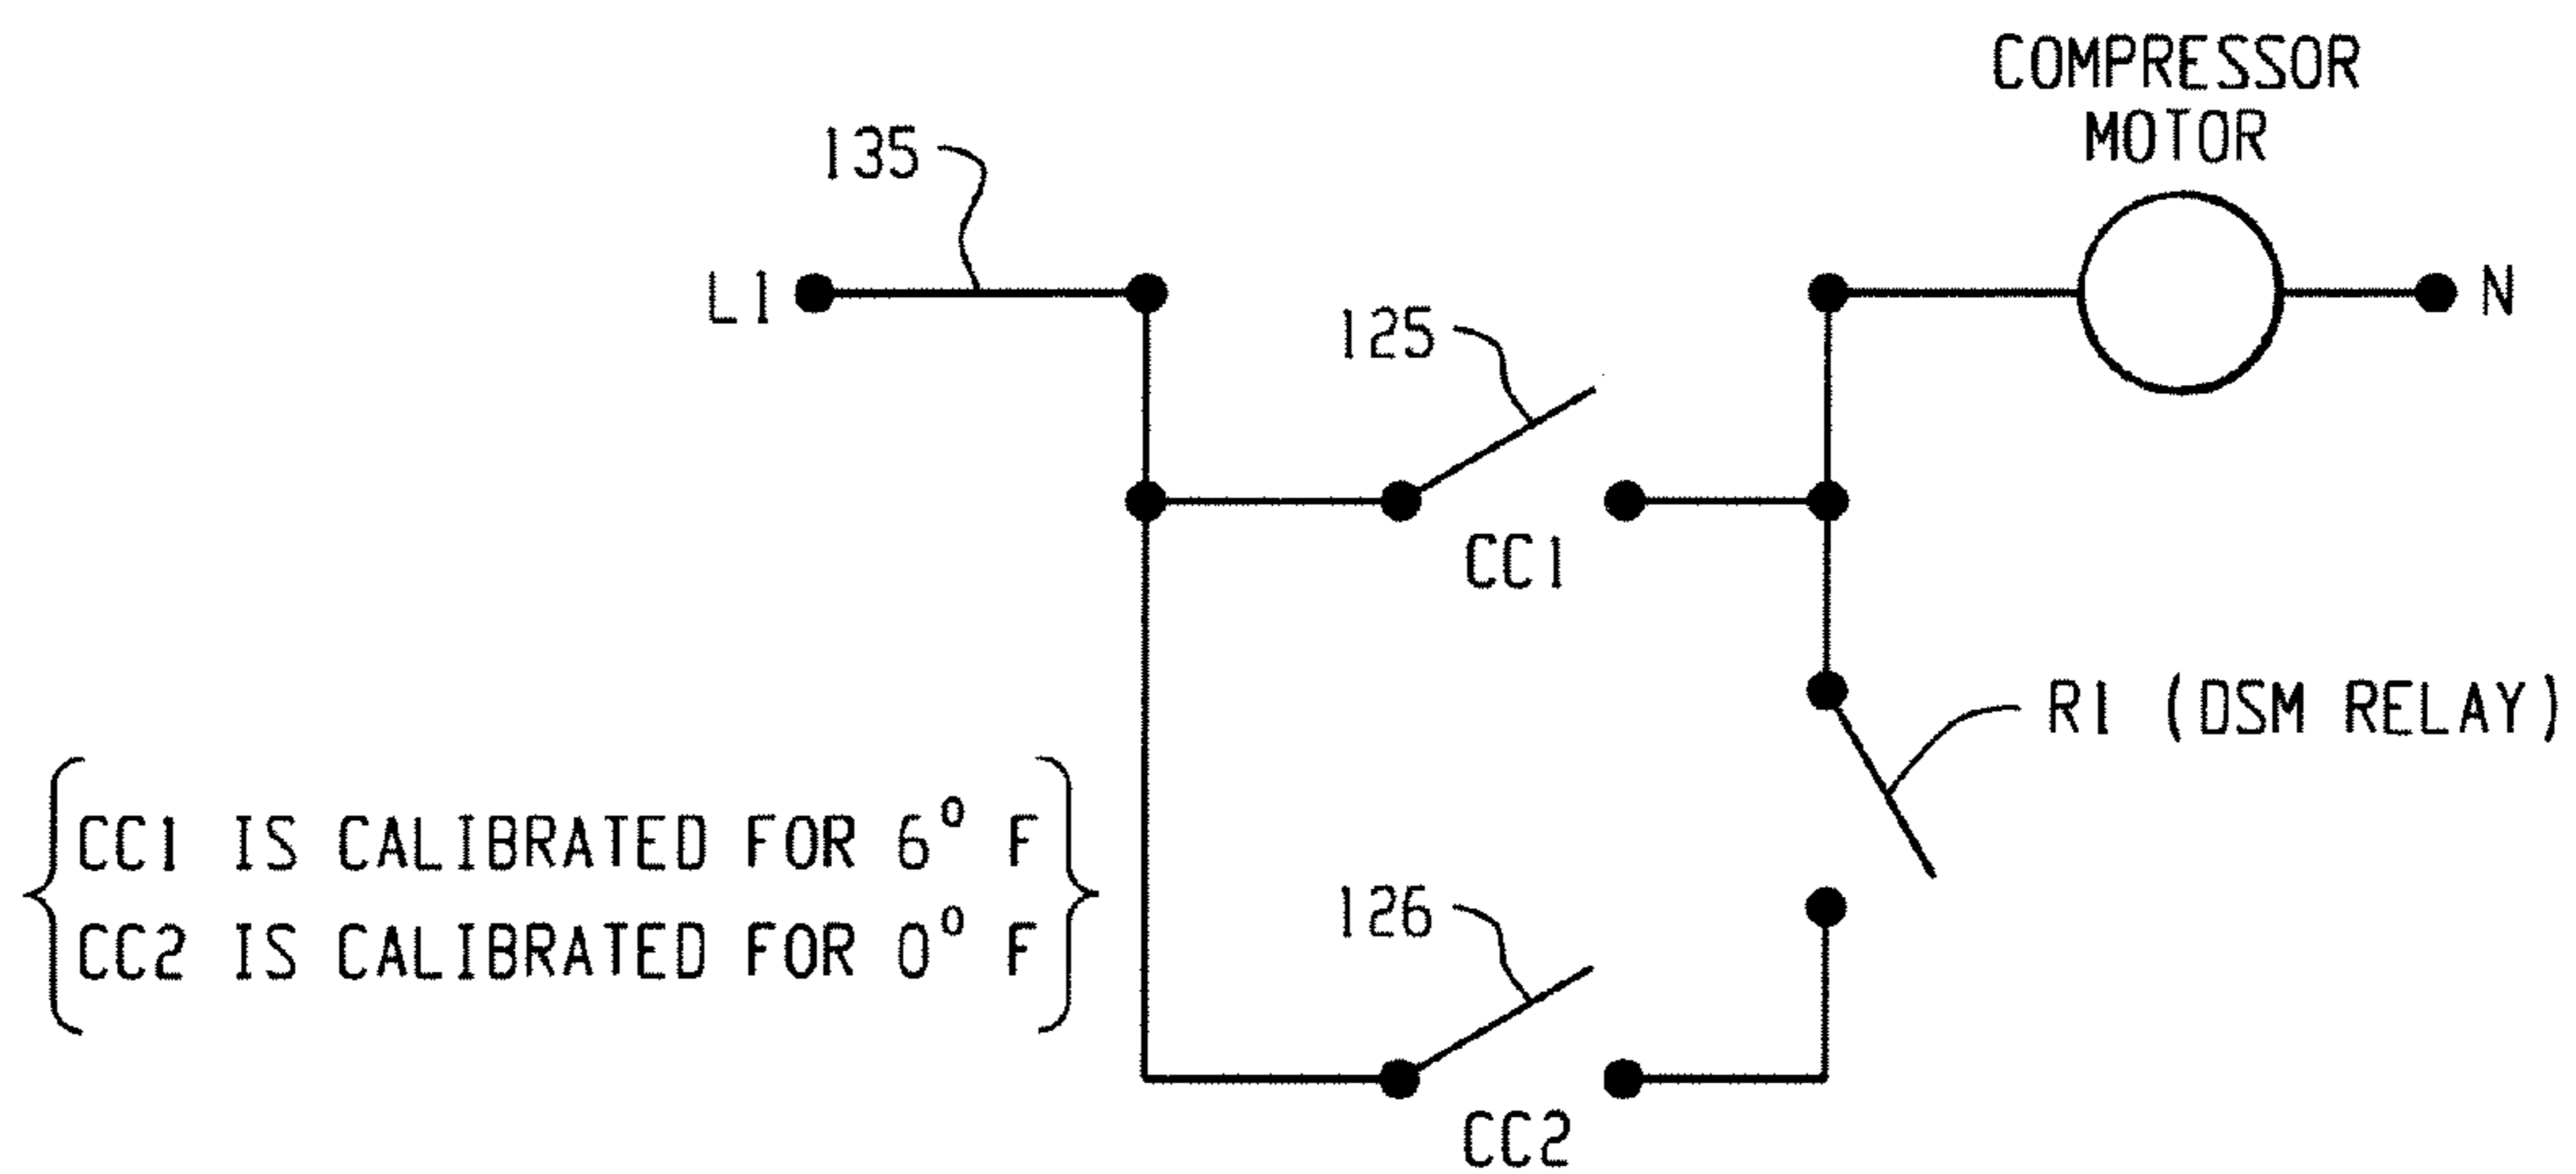 COMPRESSOR
MOTOR
135
L1
N
125
CC1
R1 (DSM RELAY)
CC1 IS CALIBRATED FOR 6° F
CC2 IS CALIBRATED FOR 0° F
126
CC2